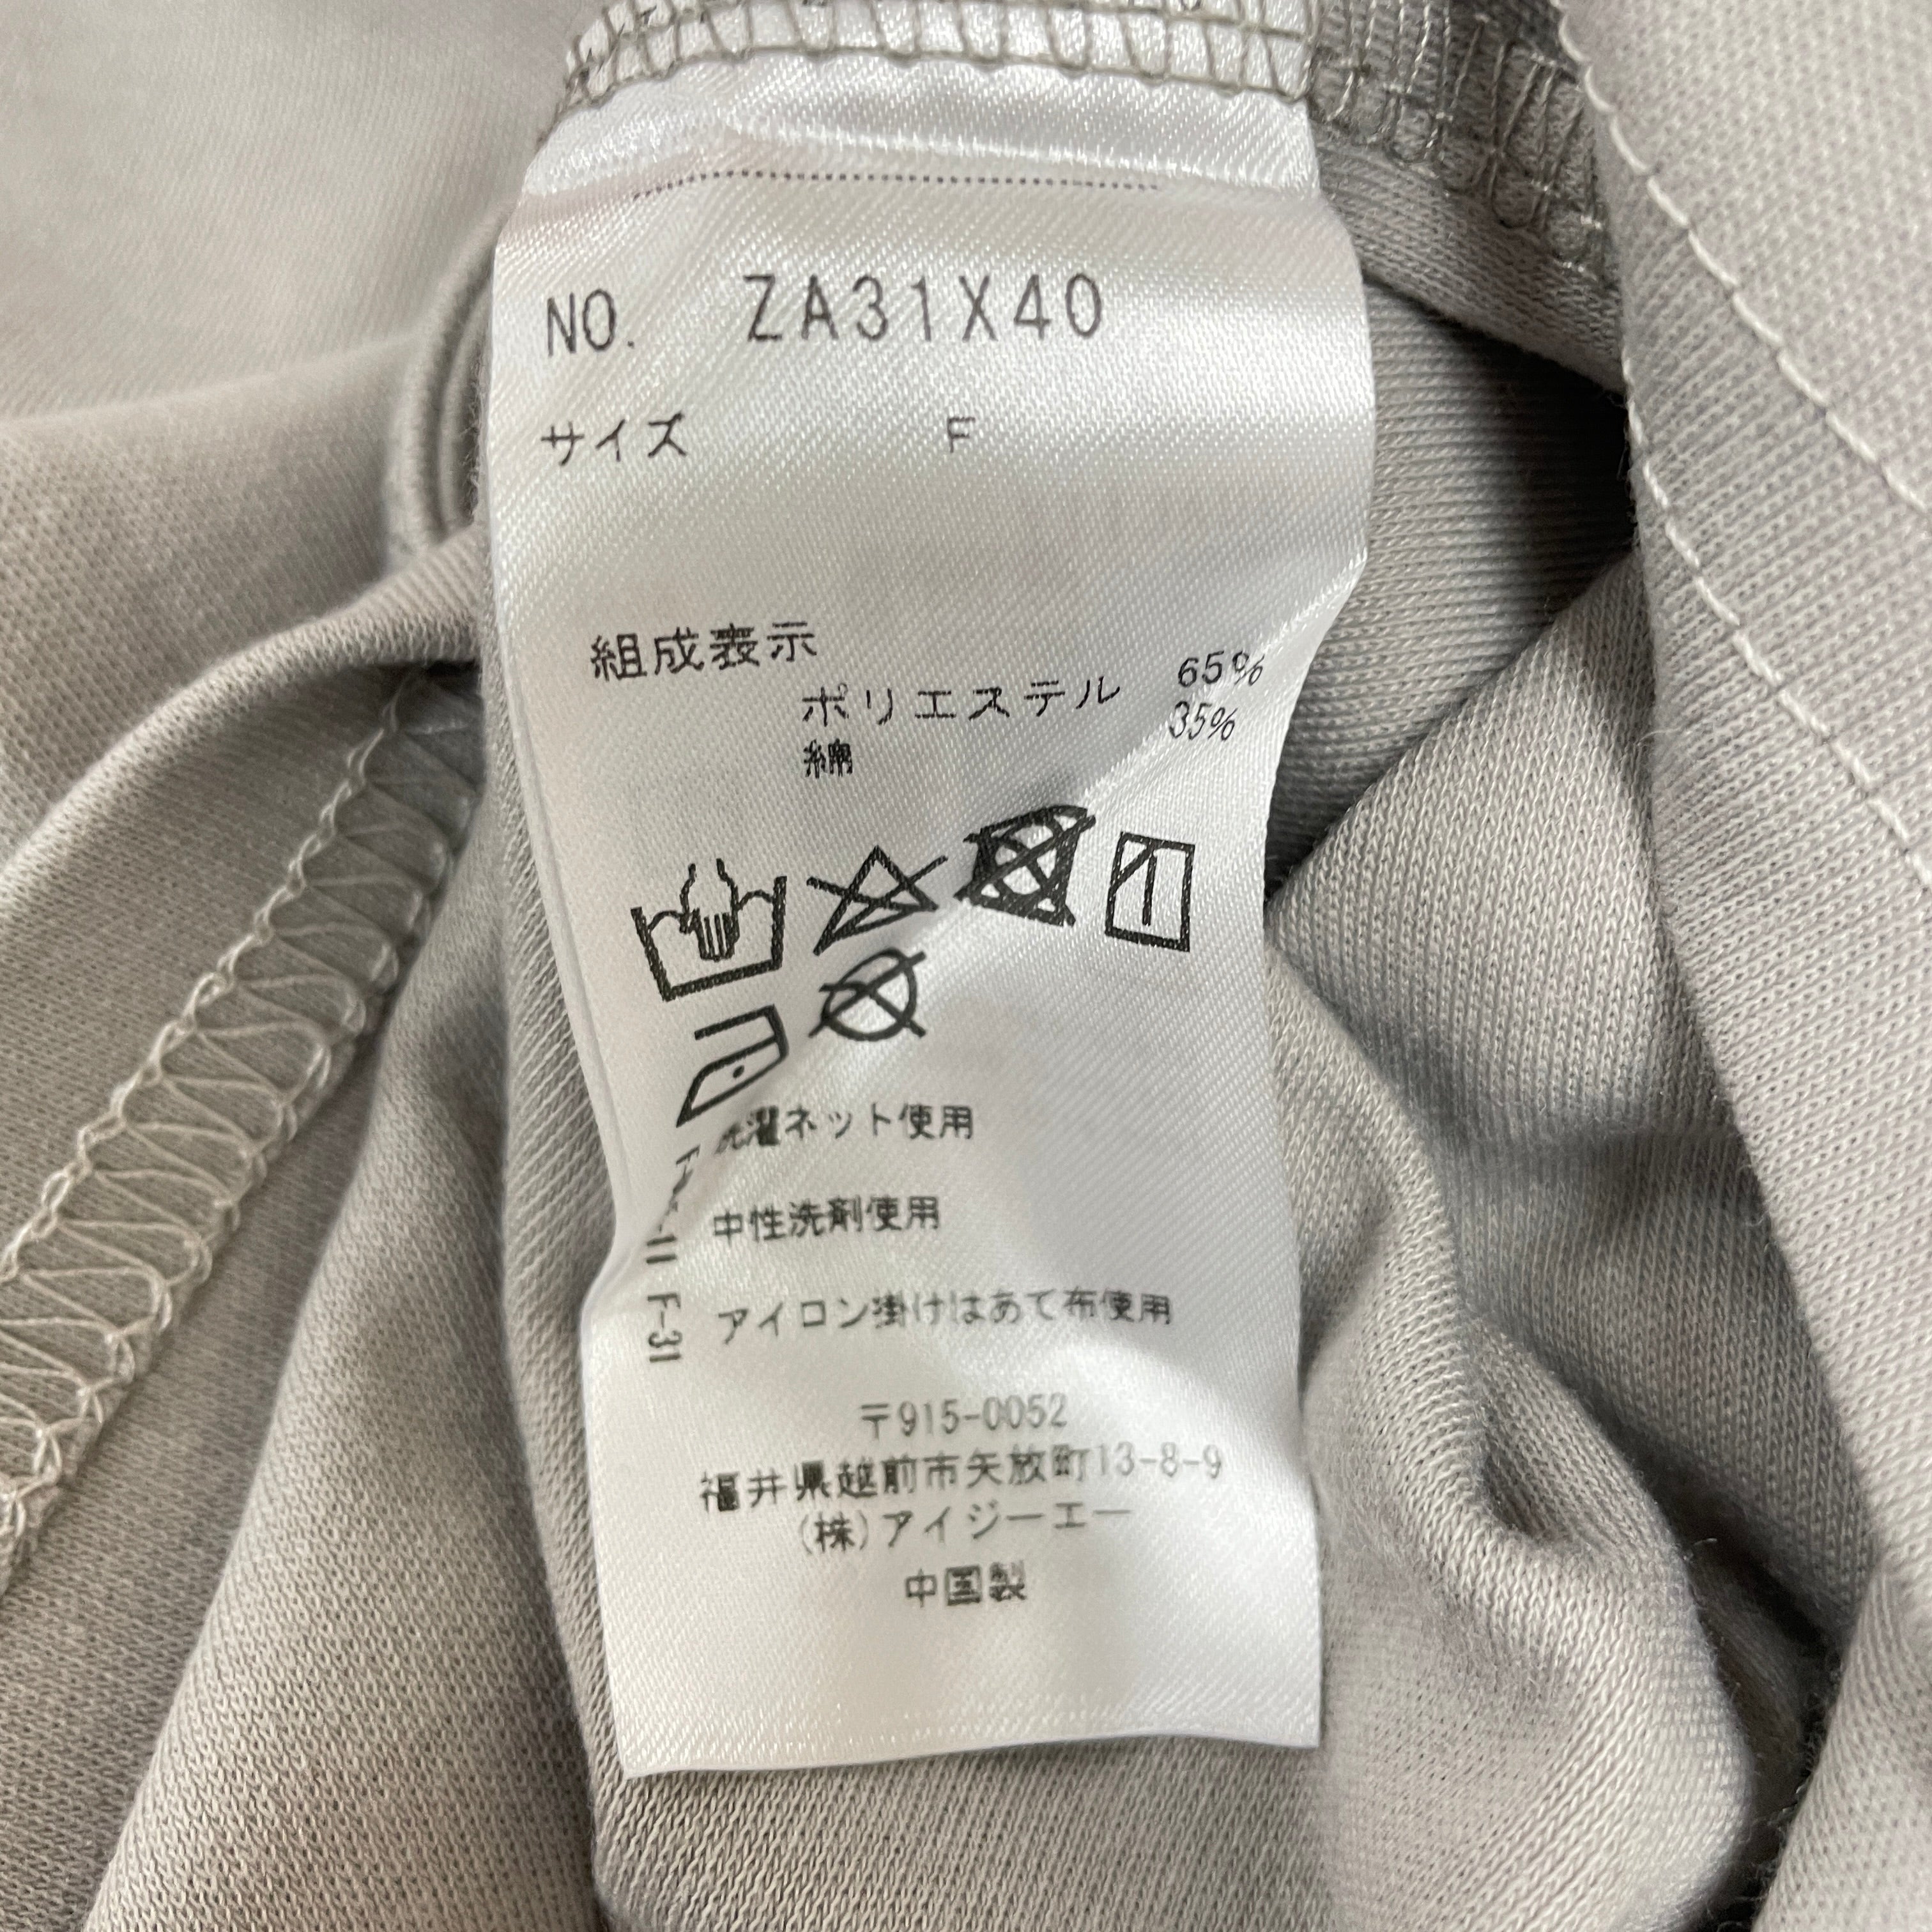 NO. ZA31X40
サイズ F
組成表示
ポリエステル 65%
綿 35%
洗濯ネット使用
中性洗剤使用
アイロン掛けはあて布使用
F-31
〒915-0052
福井県越前市矢放町13-8-9
(株)アイジーエー
中国製